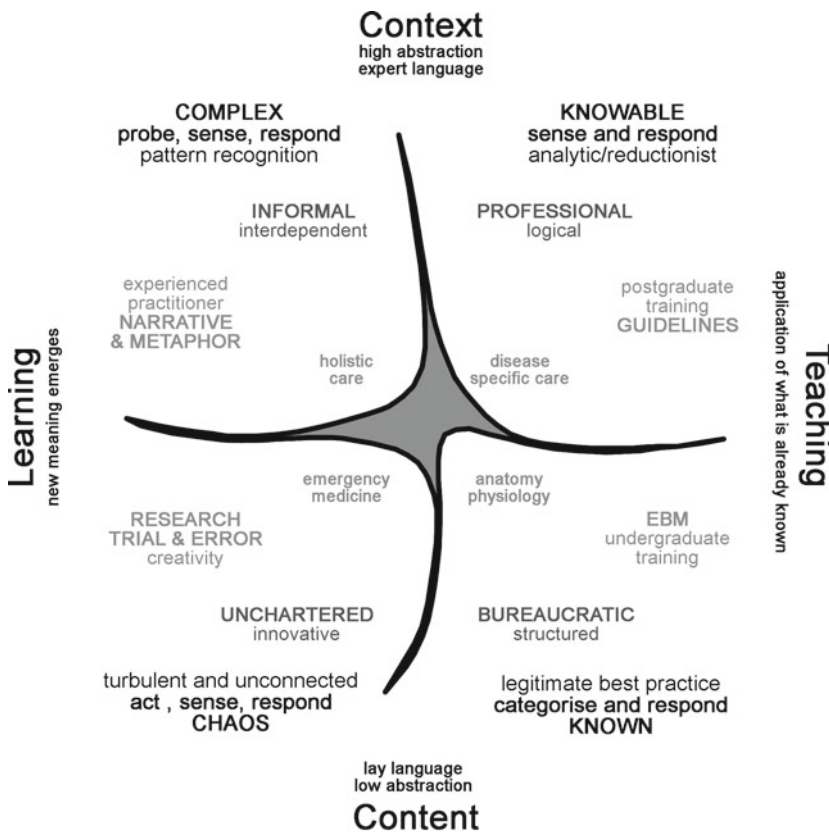 Context
high abstraction
expert language
COMPLEX
probe, sense, respond
pattern recognition
KNOWABLE
sense and respond
analytic/reductionist
INFORMAL
interdependent
PROFESSIONAL
logical
experienced
practitioner
NARRATIVE
& METAPHOR
postgraduate
training
GUIDELINES
holistic
care
disease
specific care
Learning
new meaning emerges
application of what is already known
Teaching
emergency
medicine
anatomy
physiology
RESEARCH
TRIAL & ERROR
creativity
EBM
undergraduate
training
UNCHARTERED
innovative
BUREAUCRATIC
structured
turbulent and unconnected
act , sense, respond
CHAOS
legitimate best practice
categorise and respond
KNOWN
lay language
low abstraction
Content